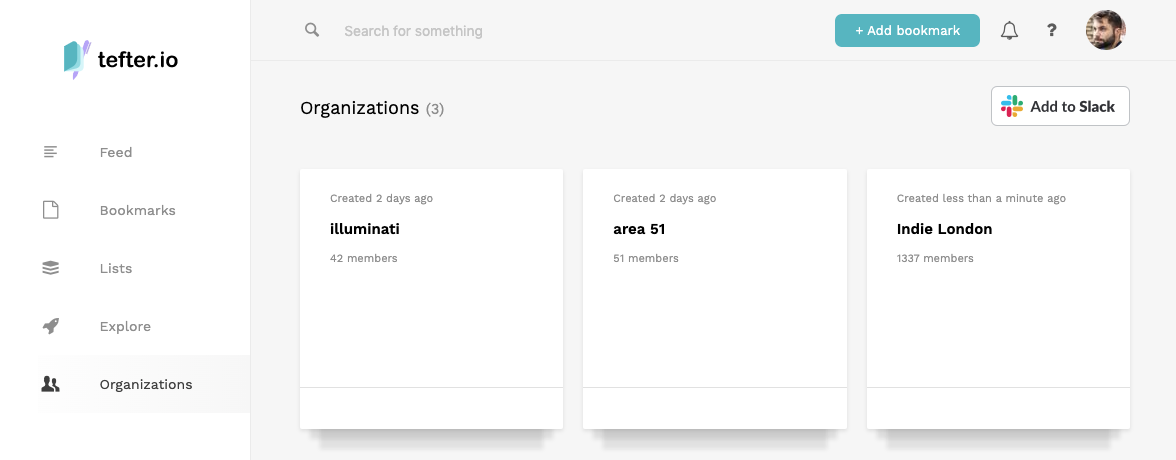 tefter.io
Search for something
+ Add bookmark
?
Feed
Bookmarks
Lists
Explore
Organizations
Organizations (3)
Add to Slack
Created 2 days ago
illuminati
42 members
Created 2 days ago
area 51
51 members
Created less than a minute ago
Indie London
1337 members